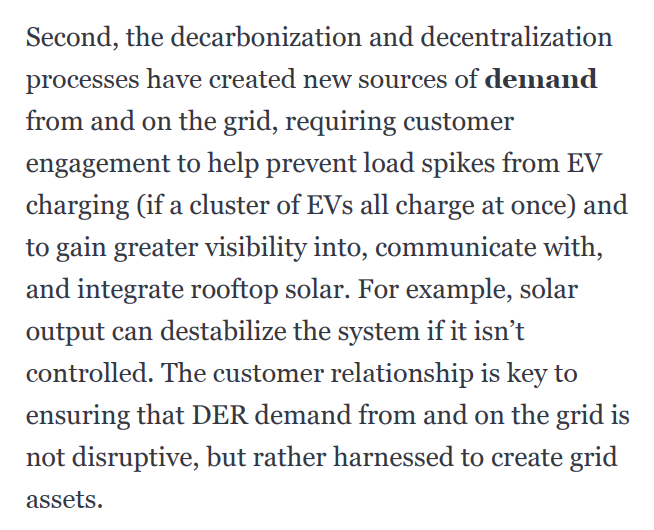 Second, the decarbonization and decentralization
processes have created new sources of demand
from and on the grid, requiring customer
engagement to help prevent load spikes from EV
charging (if a cluster of EVs all charge at once) and
to gain greater visibility into, communicate with,
and integrate rooftop solar. For example, solar
output can destabilize the system if it isn’t
controlled. The customer relationship is key to
ensuring that DER demand from and on the grid is
not disruptive, but rather harnessed to create grid
assets.